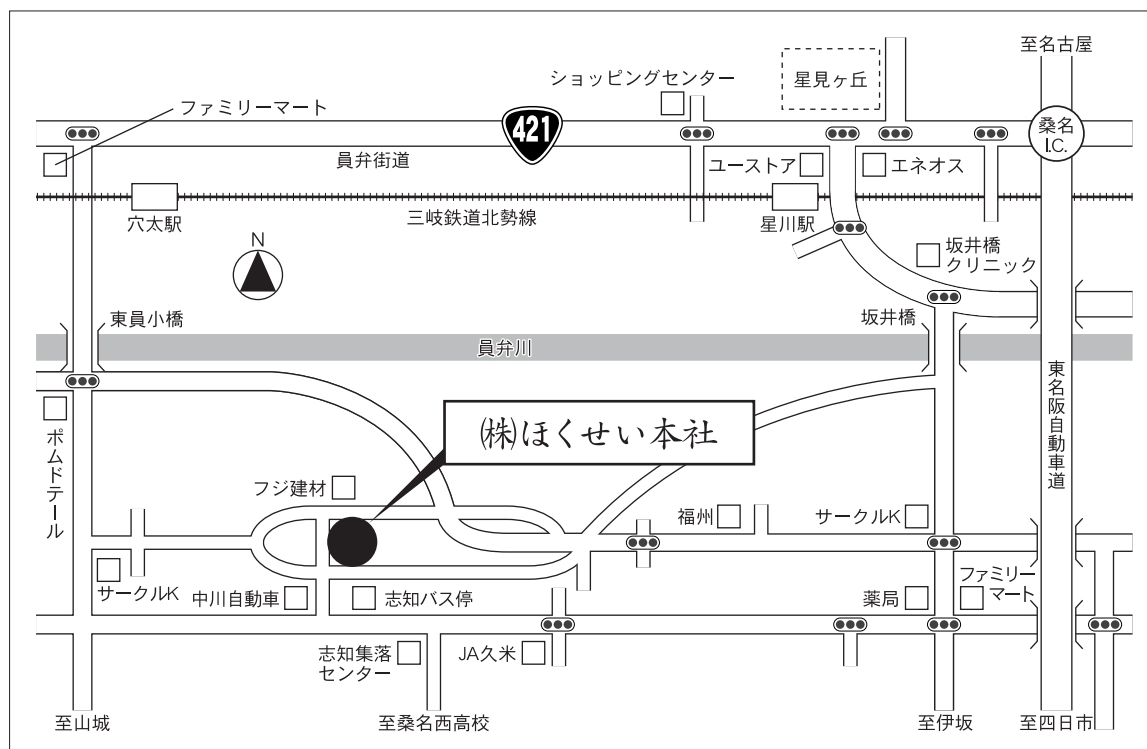 至名古屋
ショッピングセンター
星見ヶ丘
ファミリーマート
421
桑名
I.C.
員弁街道
ユーストア
エネオス
穴太駅
三岐鉄道北勢線
星川駅
N
坂井橋
クリニック
東員小橋
坂井橋
員弁川
東名阪自動車道
㈱ほくせい本社
ポムドテール
フジ建材
福州
サークルK
サークルK
中川自動車
志知バス停
薬局
ファミリー
マート
志知集落
センター
JA久米
至山城
至桑名西高校
至伊坂
至四日市